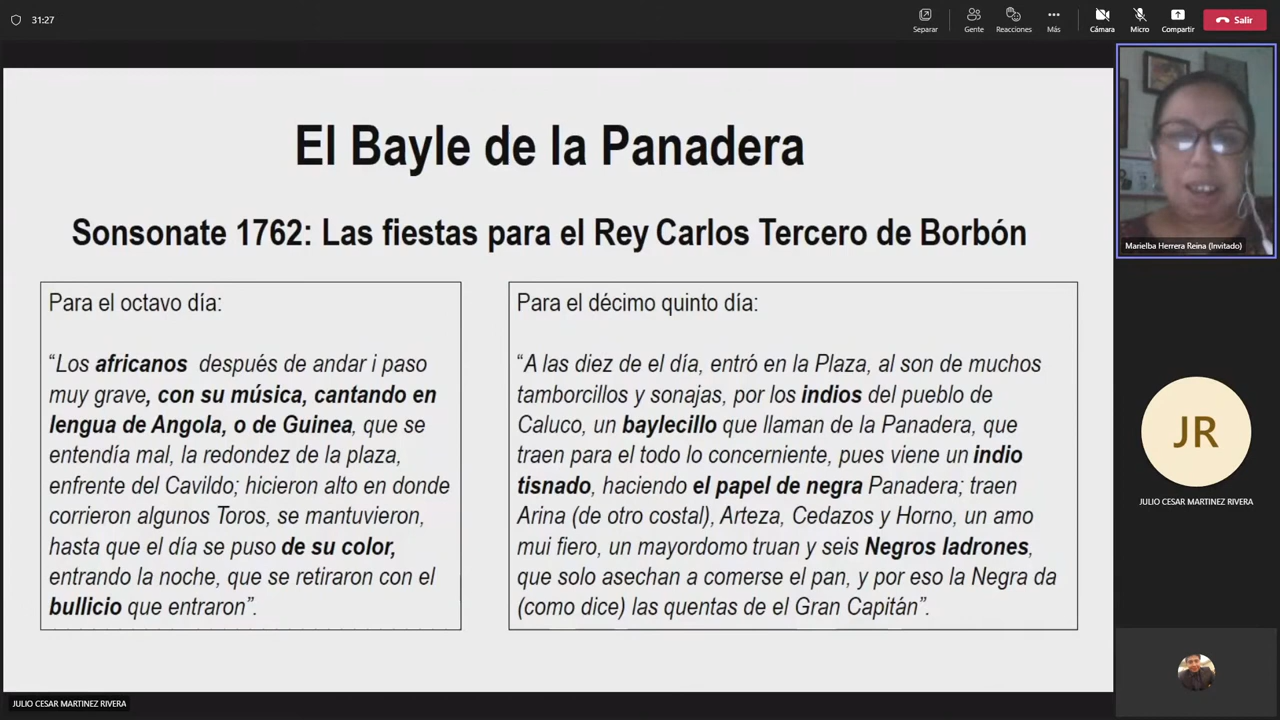 31:27
Separar
Gente
Reacciones
Más
Cámara
Micro
Compartir
Salir
El Bayle de la Panadera
Sonsonate 1762: Las fiestas para el Rey Carlos Tercero de Borbón
Para el octavo día:
“Los africanos después de andar i paso
muy grave, con su música, cantando en
lengua de Angola, o de Guinea, que se
entendía mal, la redondez de la plaza,
enfrente del Cavildo; hicieron alto en donde
corrieron algunos Toros, se mantuvieron,
hasta que el día se puso de su color,
entrando la noche, que se retiraron con el
bullicio que entraron”.
Para el décimo quinto día:
“A las diez de el día, entró en la Plaza, al son de muchos
tamborcillos y sonajas, por los indios del pueblo de
Caluco, un baylecillo que llaman de la Panadera, que
traen para el todo lo concerniente, pues viene un indio
tisnado, haciendo el papel de negra Panadera; traen
Arina (de otro costal), Arteza, Cedazos y Horno, un amo
mui fiero, un mayordomo truan y seis Negros ladrones,
que solo asechan a comerse el pan, y por eso la Negra da
(como dice) las quentas de el Gran Capitán”.
Marielba Herrera Reina (Invitado)
JR
JULIO CESAR MARTINEZ RIVERA
JULIO CESAR MARTINEZ RIVERA